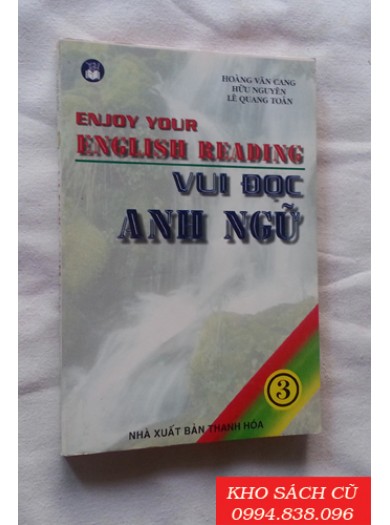 HOÀNG VĂN CANG
HỮU NGUYÊN
LÊ QUANG TOÀN
ENJOY YOUR
ENGLISH READING
VUI ĐỌC
ANH NGỮ
3
NHÀ XUẤT BẢN THANH HÓA
KHO SÁCH CŨ
0994.838.096